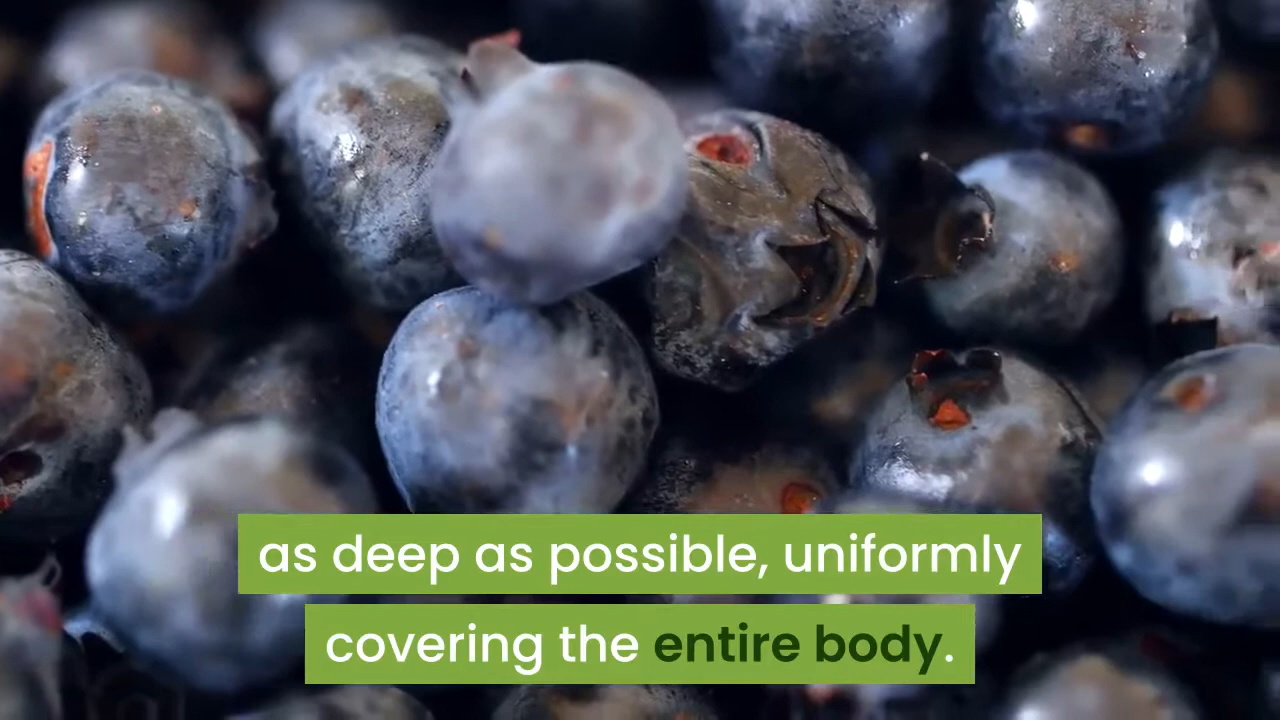 as deep as possible, uniformly
covering the entire body.